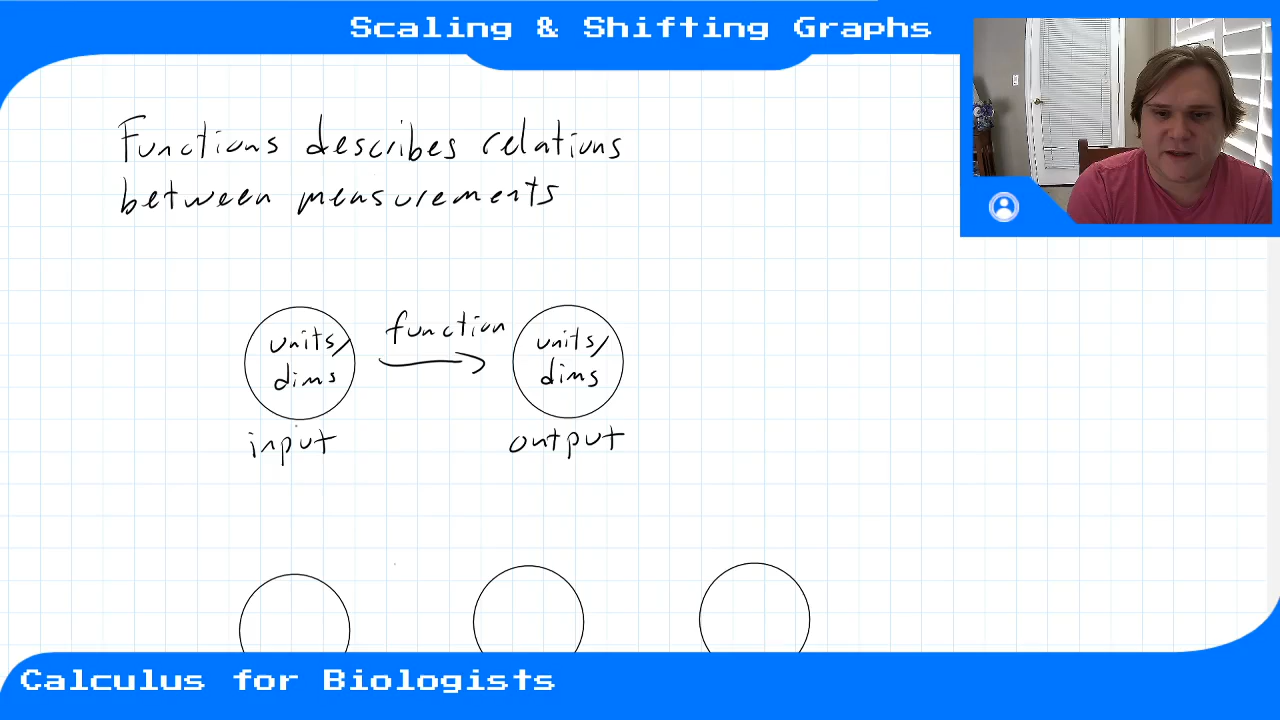 Scaling & Shifting Graphs
Functions describes relations
between measurements
function
units/
dims
units/
dims
input
output
Calculus for Biologists